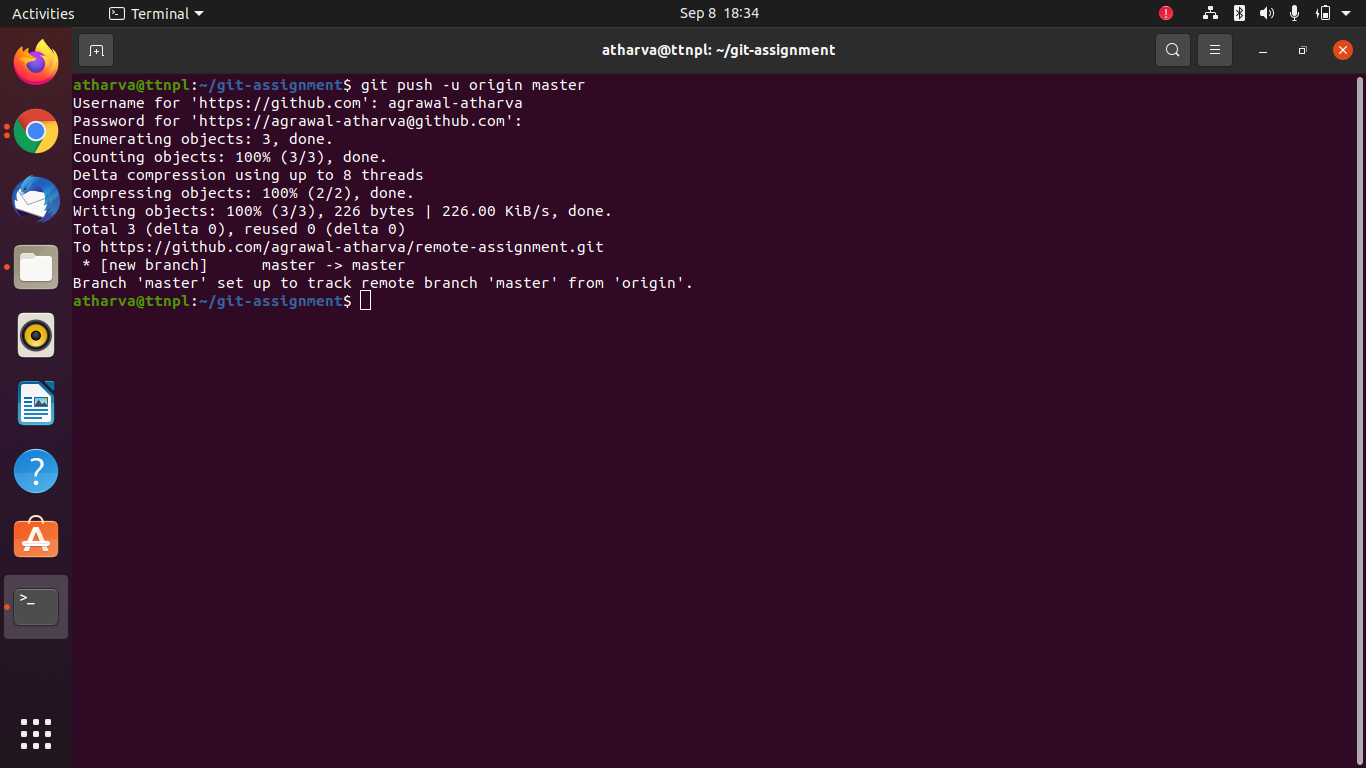 Activities
Terminal
Sep 8 18:34
atharva@ttnpl: ~/git-assignment
atharva@ttnpl:~/git-assignment$ git push -u origin master
Username for 'https://github.com': agrawal-atharva
Password for 'https://agrawal-atharva@github.com':
Enumerating objects: 3, done.
Counting objects: 100% (3/3), done.
Delta compression using up to 8 threads
Compressing objects: 100% (2/2), done.
Writing objects: 100% (3/3), 226 bytes | 226.00 KiB/s, done.
Total 3 (delta 0), reused 0 (delta 0)
To https://github.com/agrawal-atharva/remote-assignment.git
 * [new branch]      master -> master
Branch 'master' set up to track remote branch 'master' from 'origin'.
atharva@ttnpl:~/git-assignment$